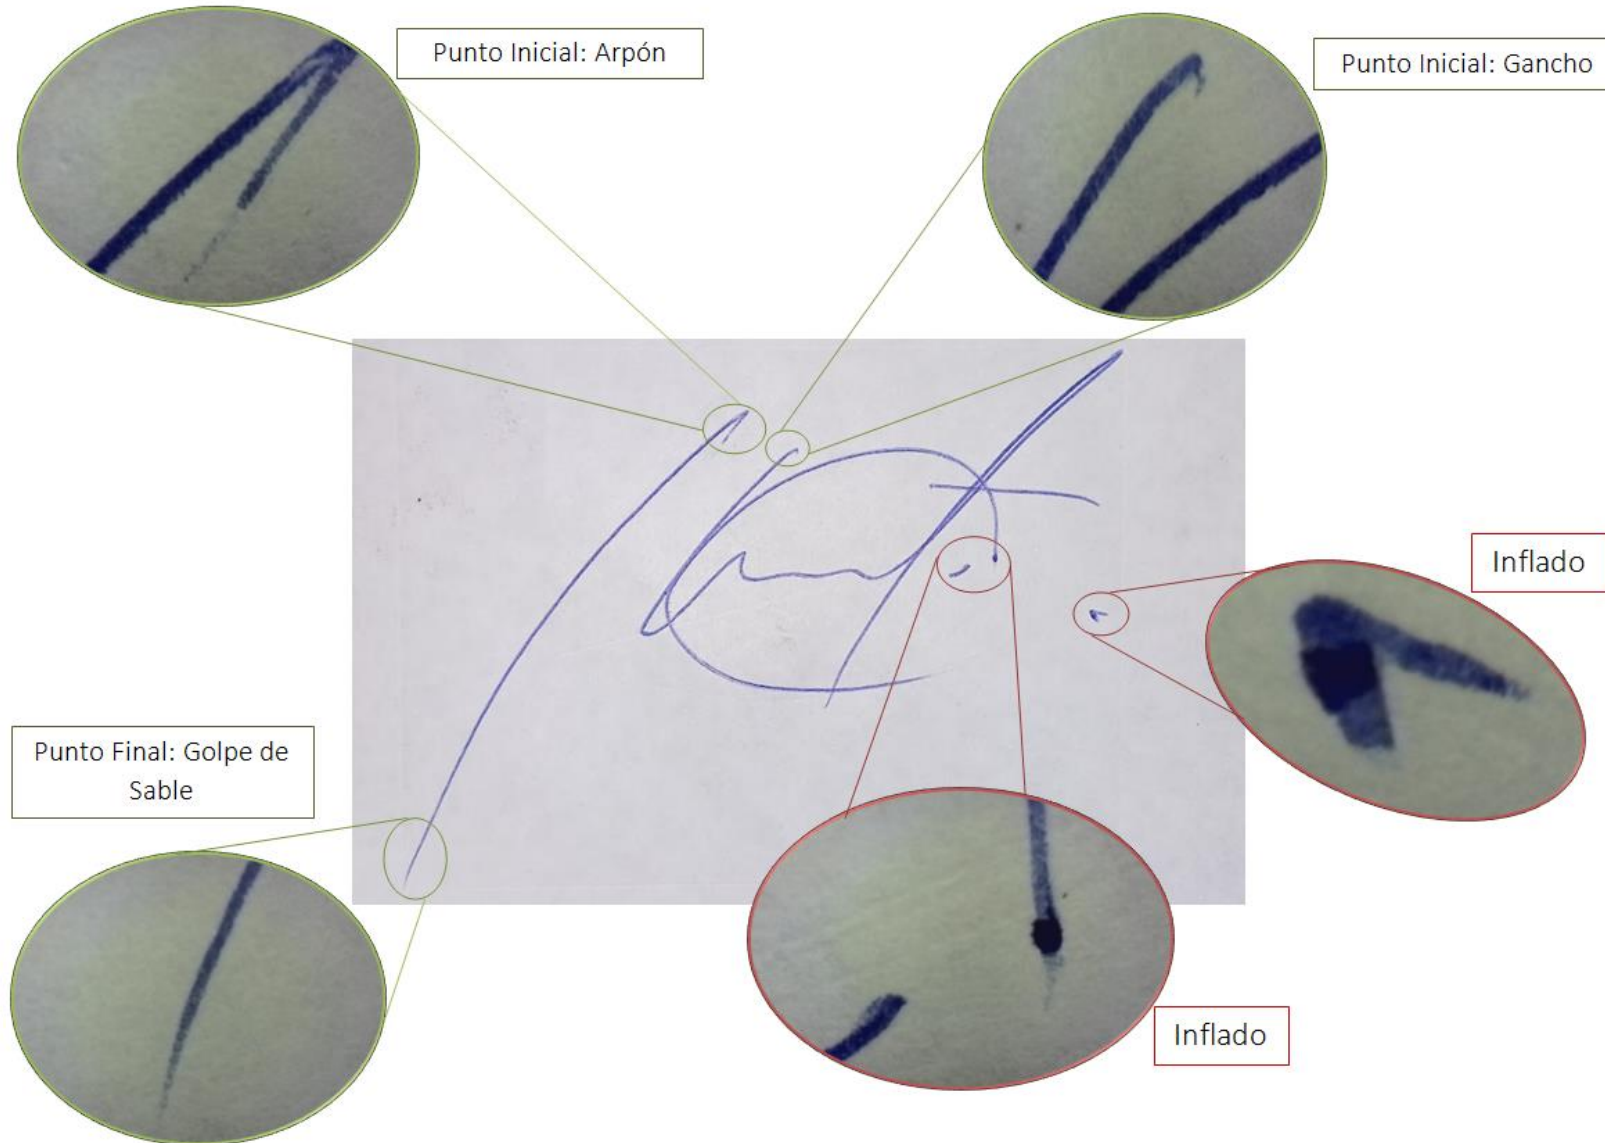 Punto Inicial: Arpón
Punto Inicial: Gancho
Inflado
Punto Final: Golpe de
Sable
Inflado